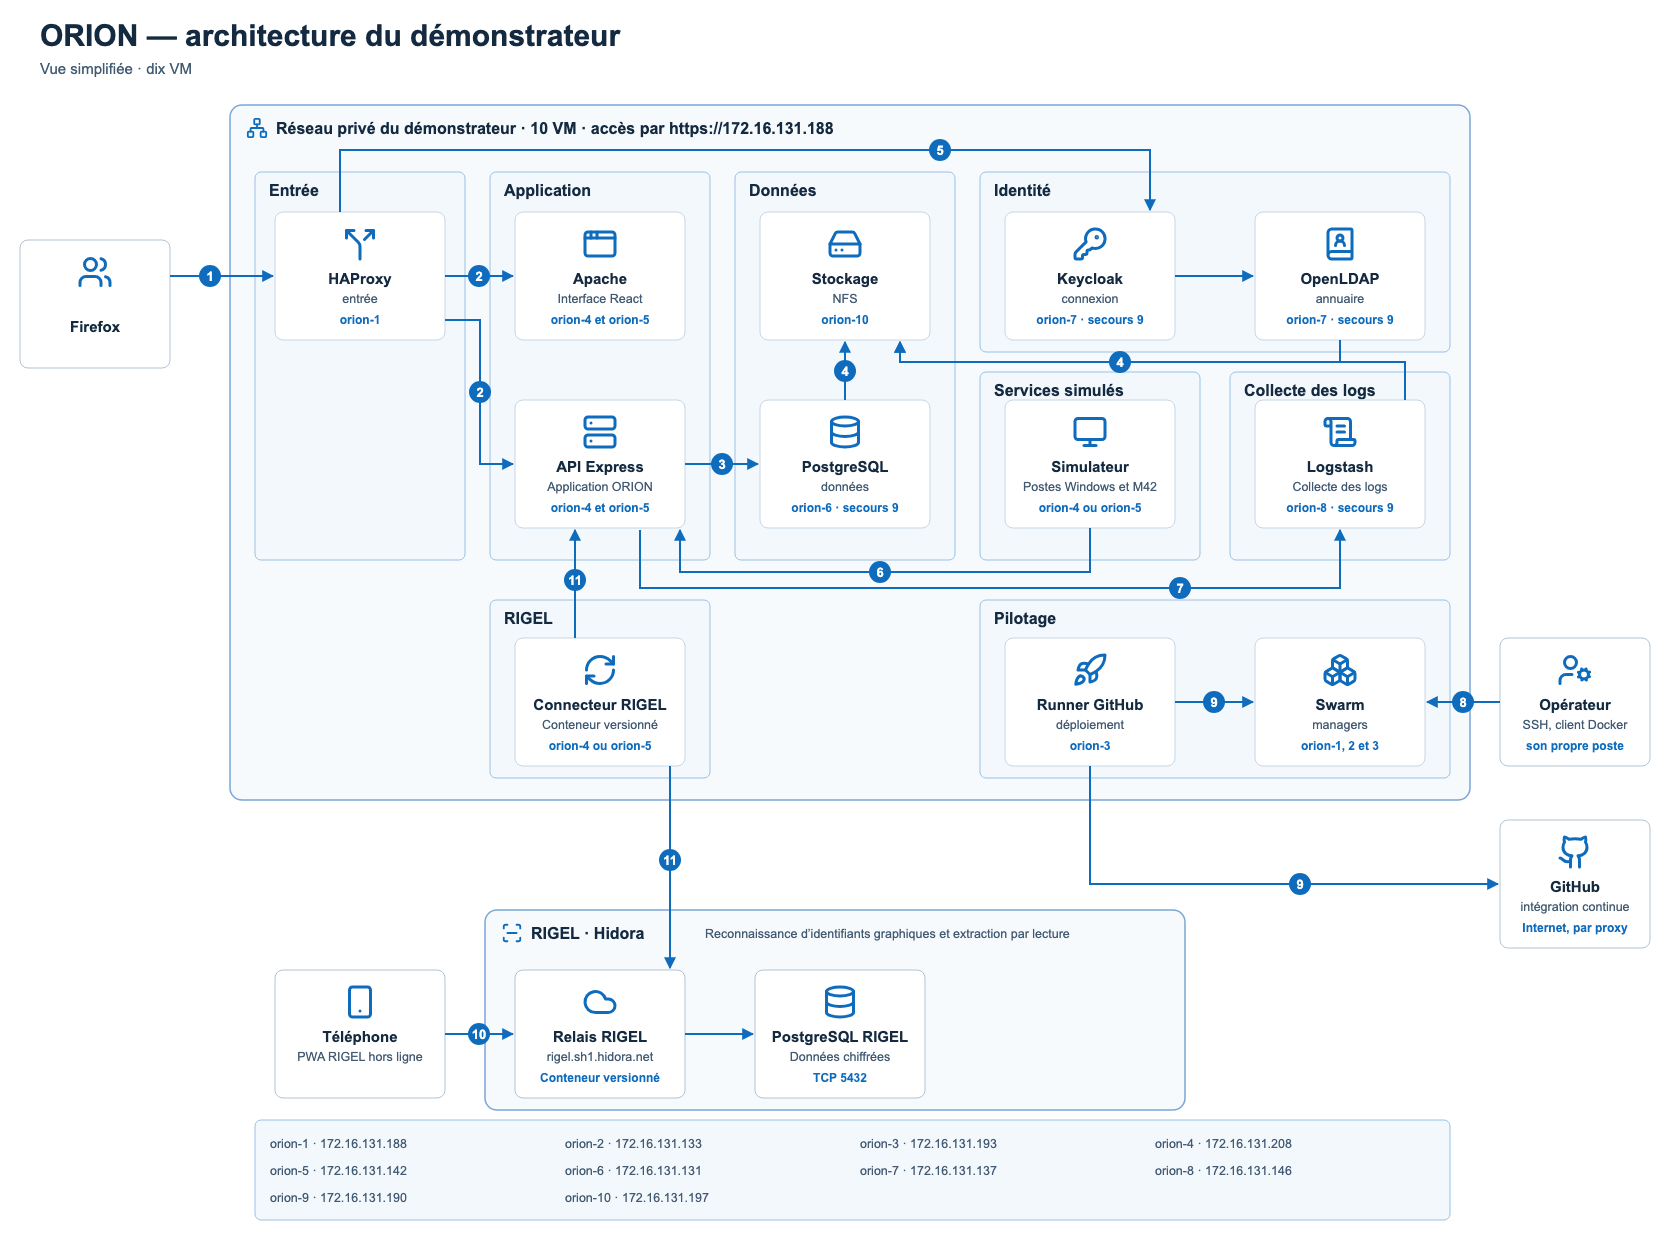 ORION — architecture du démonstrateur
Vue simplifiée · dix VM
Réseau privé du démonstrateur · 10 VM · accès par https://172.16.131.188
5
Entrée
Application
Données
Identité
Firefox
1
HAProxy
entrée
orion-1
2
Apache
Interface React
orion-4 et orion-5
Stockage
NFS
orion-10
Keycloak
connexion
orion-7 · secours 9
OpenLDAP
annuaire
orion-7 · secours 9
2
4
4
Services simulés
Collecte des logs
API Express
Application ORION
orion-4 et orion-5
3
PostgreSQL
données
orion-6 · secours 9
Simulateur
Postes Windows et M42
orion-4 ou orion-5
Logstash
Collecte des logs
orion-8 · secours 9
11
6
7
RIGEL
Pilotage
Connecteur RIGEL
Conteneur versionné
orion-4 ou orion-5
Runner GitHub
déploiement
orion-3
9
Swarm
managers
orion-1, 2 et 3
8
Opérateur
SSH, client Docker
son propre poste
11
9
GitHub
intégration continue
Internet, par proxy
RIGEL · Hidora
Reconnaissance d’identifiants graphiques et extraction par lecture
Téléphone
PWA RIGEL hors ligne
10
Relais RIGEL
rigel.sh1.hidora.net
Conteneur versionné
PostgreSQL RIGEL
Données chiffrées
TCP 5432
orion-1 · 172.16.131.188
orion-2 · 172.16.131.133
orion-3 · 172.16.131.193
orion-4 · 172.16.131.208
orion-5 · 172.16.131.142
orion-6 · 172.16.131.131
orion-7 · 172.16.131.137
orion-8 · 172.16.131.146
orion-9 · 172.16.131.190
orion-10 · 172.16.131.197